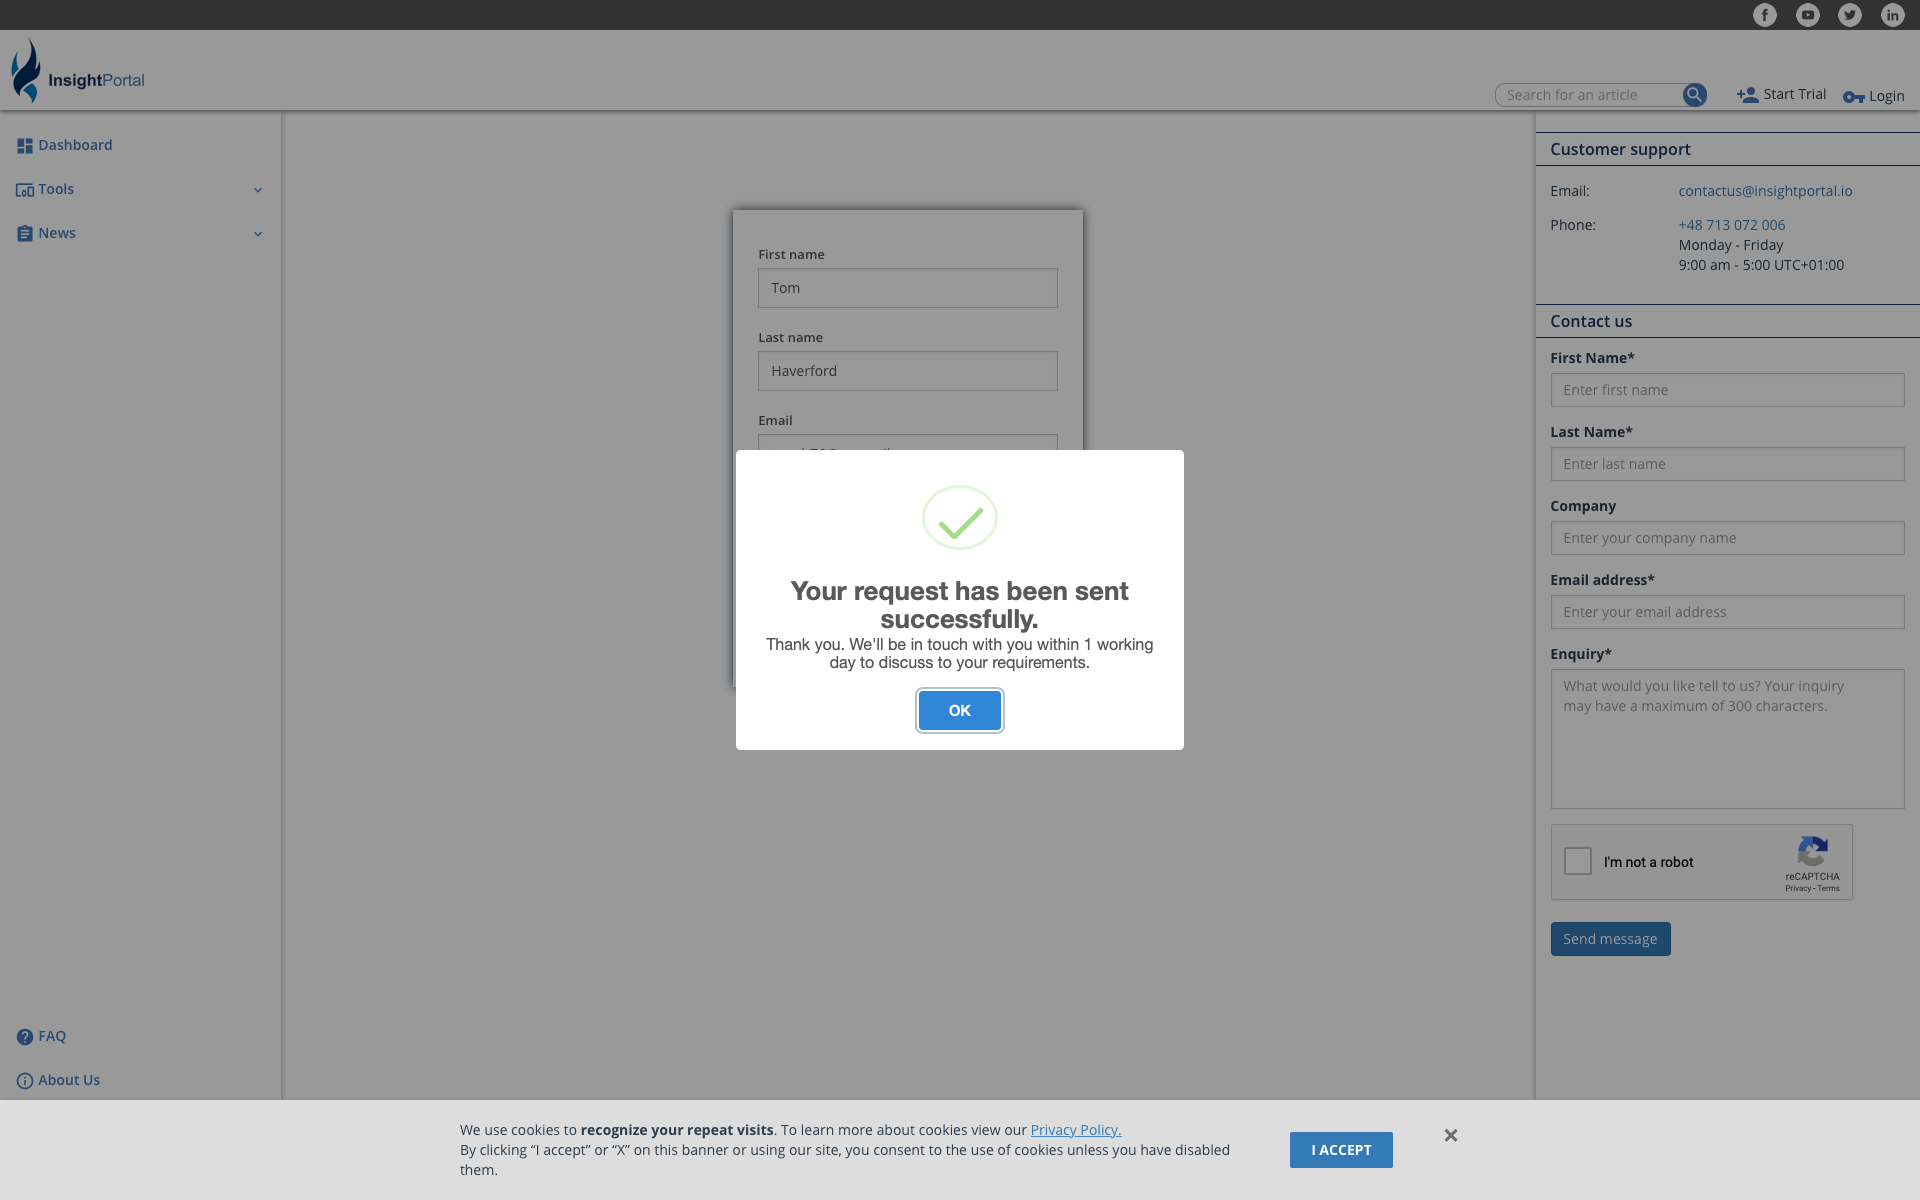 InsightPortal
Search for an article
Start Trial
Login
Dashboard
Tools
News
First name
Tom
Last name
Haverford
Email
Your request has been sent
successfully.
Thank you. We'll be in touch with you within 1 working
day to discuss to your requirements.
OK
Customer support
Email:
contactus@insightportal.io
Phone:
+48 713 072 006
Monday - Friday
9:00 am - 5:00 UTC+01:00
Contact us
First Name*
Enter first name
Last Name*
Enter last name
Company
Enter your company name
Email address*
Enter your email address
Enquiry*
What would you like tell to us? Your inquiry
may have a maximum of 300 characters.
I'm not a robot
reCAPTCHA
Privacy - Terms
Send message
FAQ
About Us
We use cookies to recognize your repeat visits. To learn more about cookies view our Privacy Policy.
By clicking “I accept” or “X” on this banner or using our site, you consent to the use of cookies unless you have disabled
them.
I ACCEPT